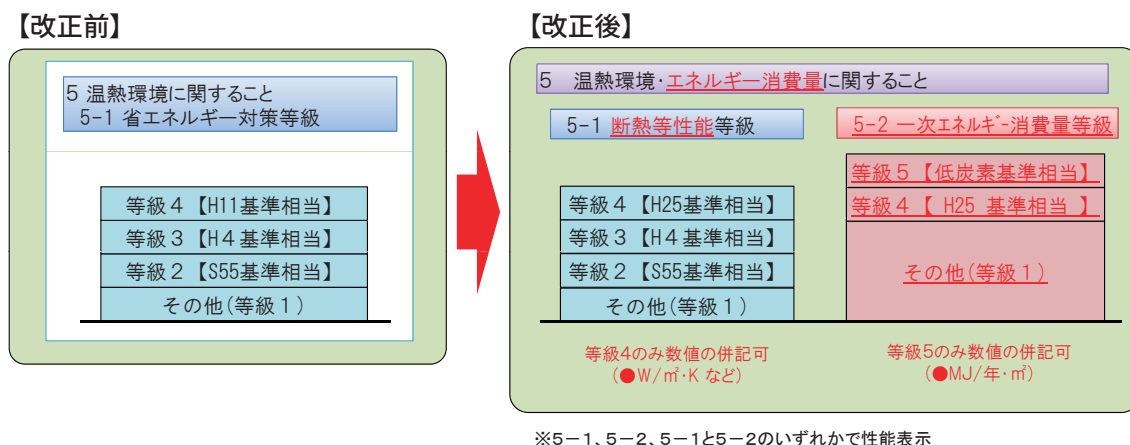 【改正前】
5 温熱環境に関すること
5-1 省エネルギー対策等級
等級４【H11基準相当】
等級３【H４基準相当】
等級２【S55基準相当】
その他(等級１)
【改正後】
5 温熱環境・エネルギー消費量に関すること
5-1 断熱等性能等級
等級４【H25基準相当】
等級３【H４基準相当】
等級２【S55基準相当】
その他(等級１)
等級4のみ数値の併記可
(●W/㎡・K など)
5-2 一次エネルギー消費量等級
等級５【低炭素基準相当】
等級４【 H25 基準相当 】
その他(等級１)
等級5のみ数値の併記可
(●MJ/年・㎡)
※5－1、5－2、5－1と5－2のいずれかで性能表示